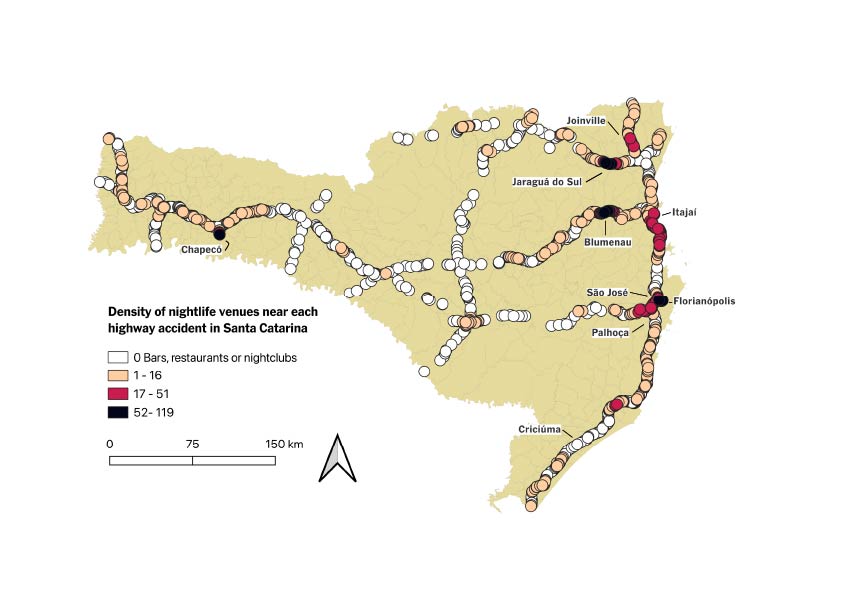 Joinville
Jaraguá do Sul
Itajaí
Blumenau
Chapecó
São José
Florianópolis
Palhoça
Criciúma
Density of nightlife venues near each
highway accident in Santa Catarina
0 Bars, restaurants or nightclubs
1 - 16
17 - 51
52- 119
0 75 150 km